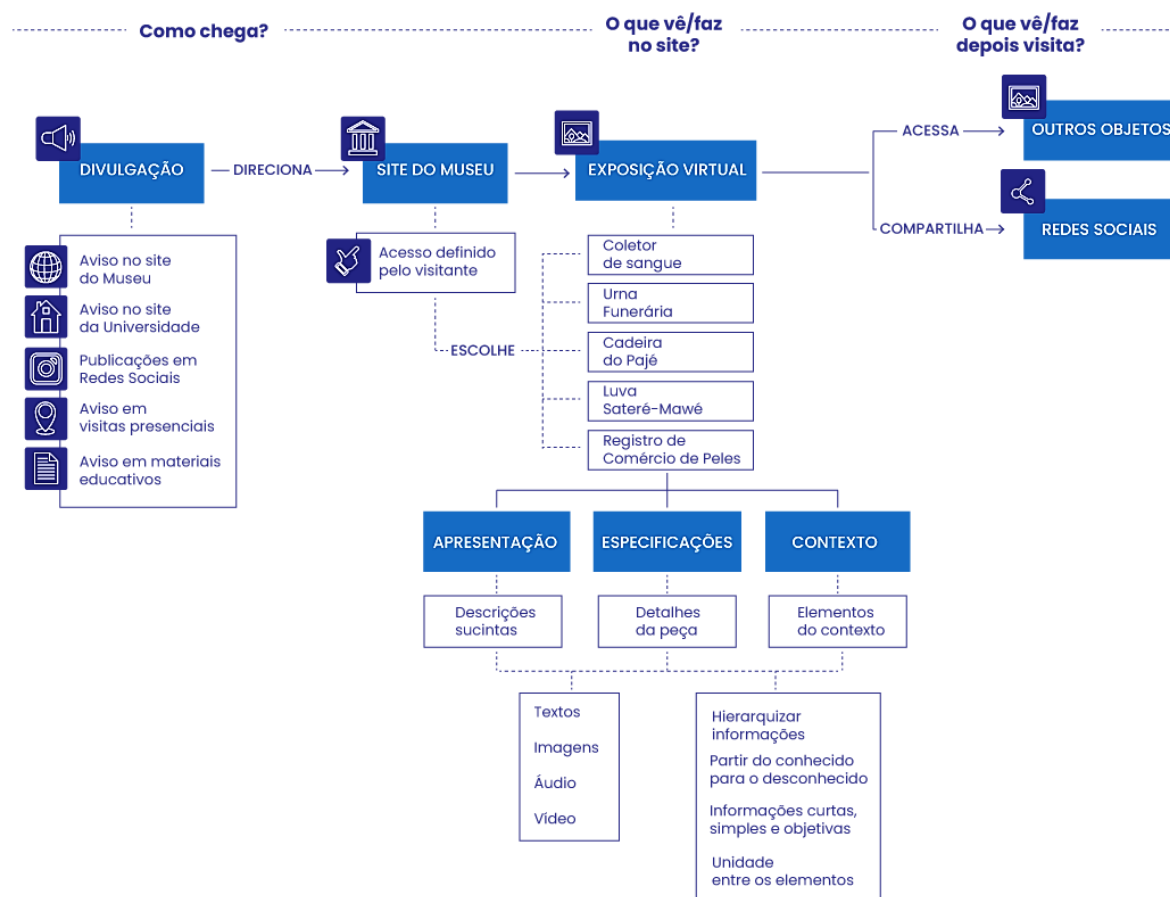 Como chega?
O que vê/faz
no site?
O que vê/faz
depois visita?
DIVULGAÇÃO
DIRECIONA
SITE DO MUSEU
EXPOSIÇÃO VIRTUAL
ACESSA
OUTROS OBJETOS
COMPARTILHA
REDES SOCIAIS
Aviso no site
do Museu
Aviso no site
da Universidade
Publicações em
Redes Sociais
Aviso em
visitas presenciais
Aviso em materiais
educativos
Acesso definido
pelo visitante
ESCOLHE
Coletor
de sangue
Urna
Funerária
Cadeira
do Pajé
Luva
Sateré-Mawé
Registro de
Comércio de Peles
APRESENTAÇÃO
ESPECIFICAÇÕES
CONTEXTO
Descrições
sucintas
Detalhes
da peça
Elementos
do contexto
Textos
Imagens
Áudio
Vídeo
Hierarquizar
informações
Partir do conhecido
para o desconhecido
Informações curtas,
simples e objetivas
Unidade
entre os elementos